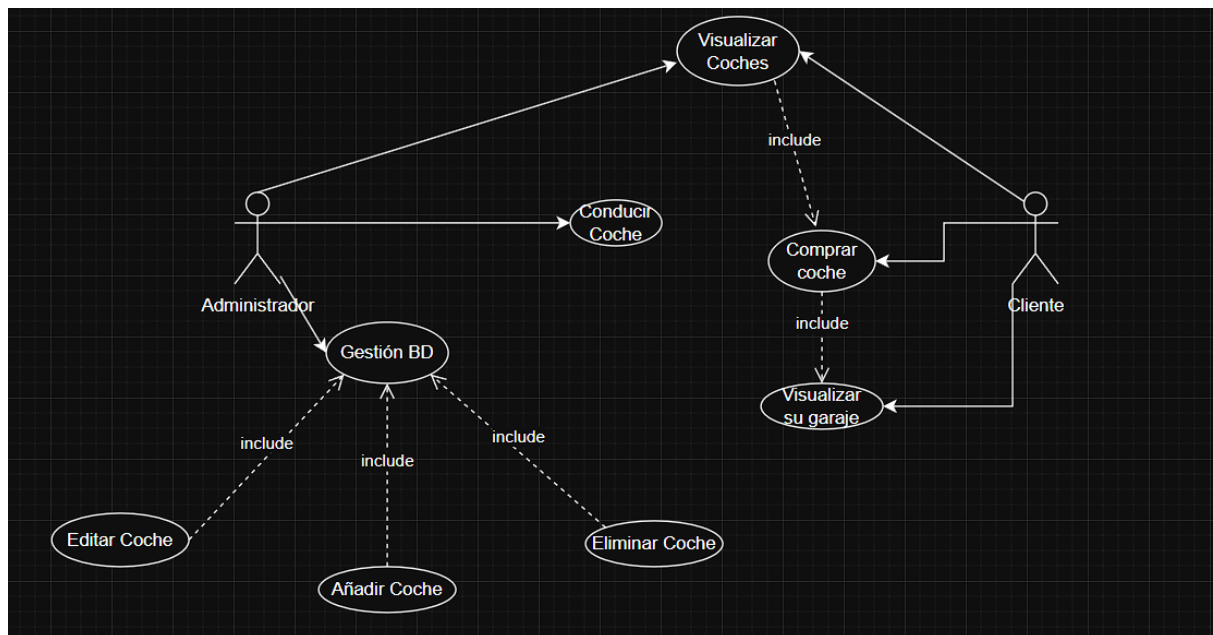 Visualizar
Coches
include
Conducir
Coche
Comprar
coche
Administrador
Cliente
include
Gestión BD
Visualizar
su garaje
include
include
include
Editar Coche
Eliminar Coche
Añadir Coche